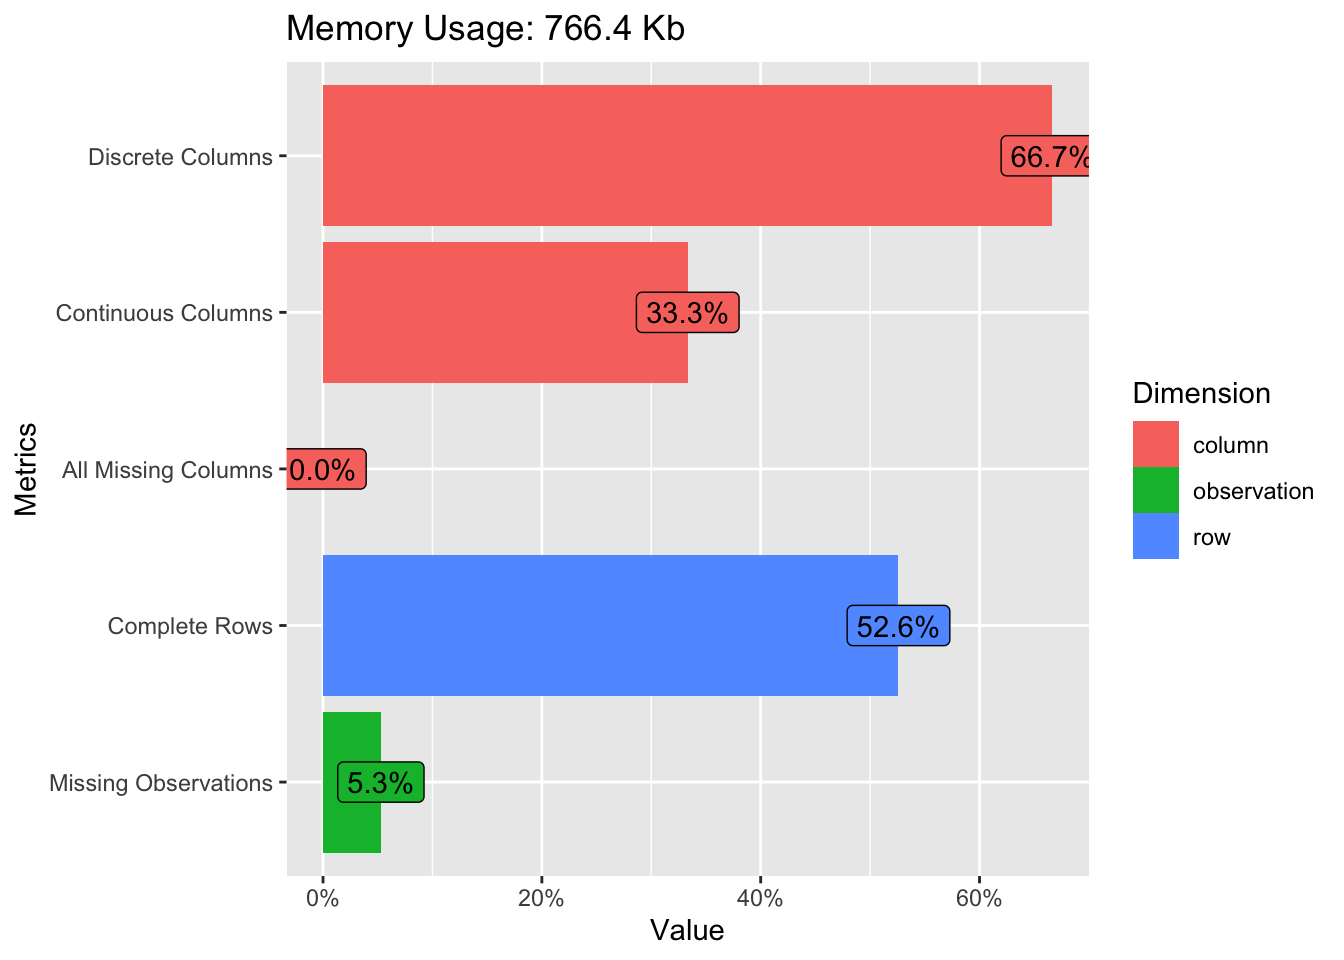 Memory Usage: 766.4 Kb
Discrete Columns
66.7%
Continuous Columns
33.3%
All Missing Columns
0.0%
Complete Rows
52.6%
Missing Observations
5.3%
Metrics
0%
20%
40%
60%
Value
Dimension
column
observation
row